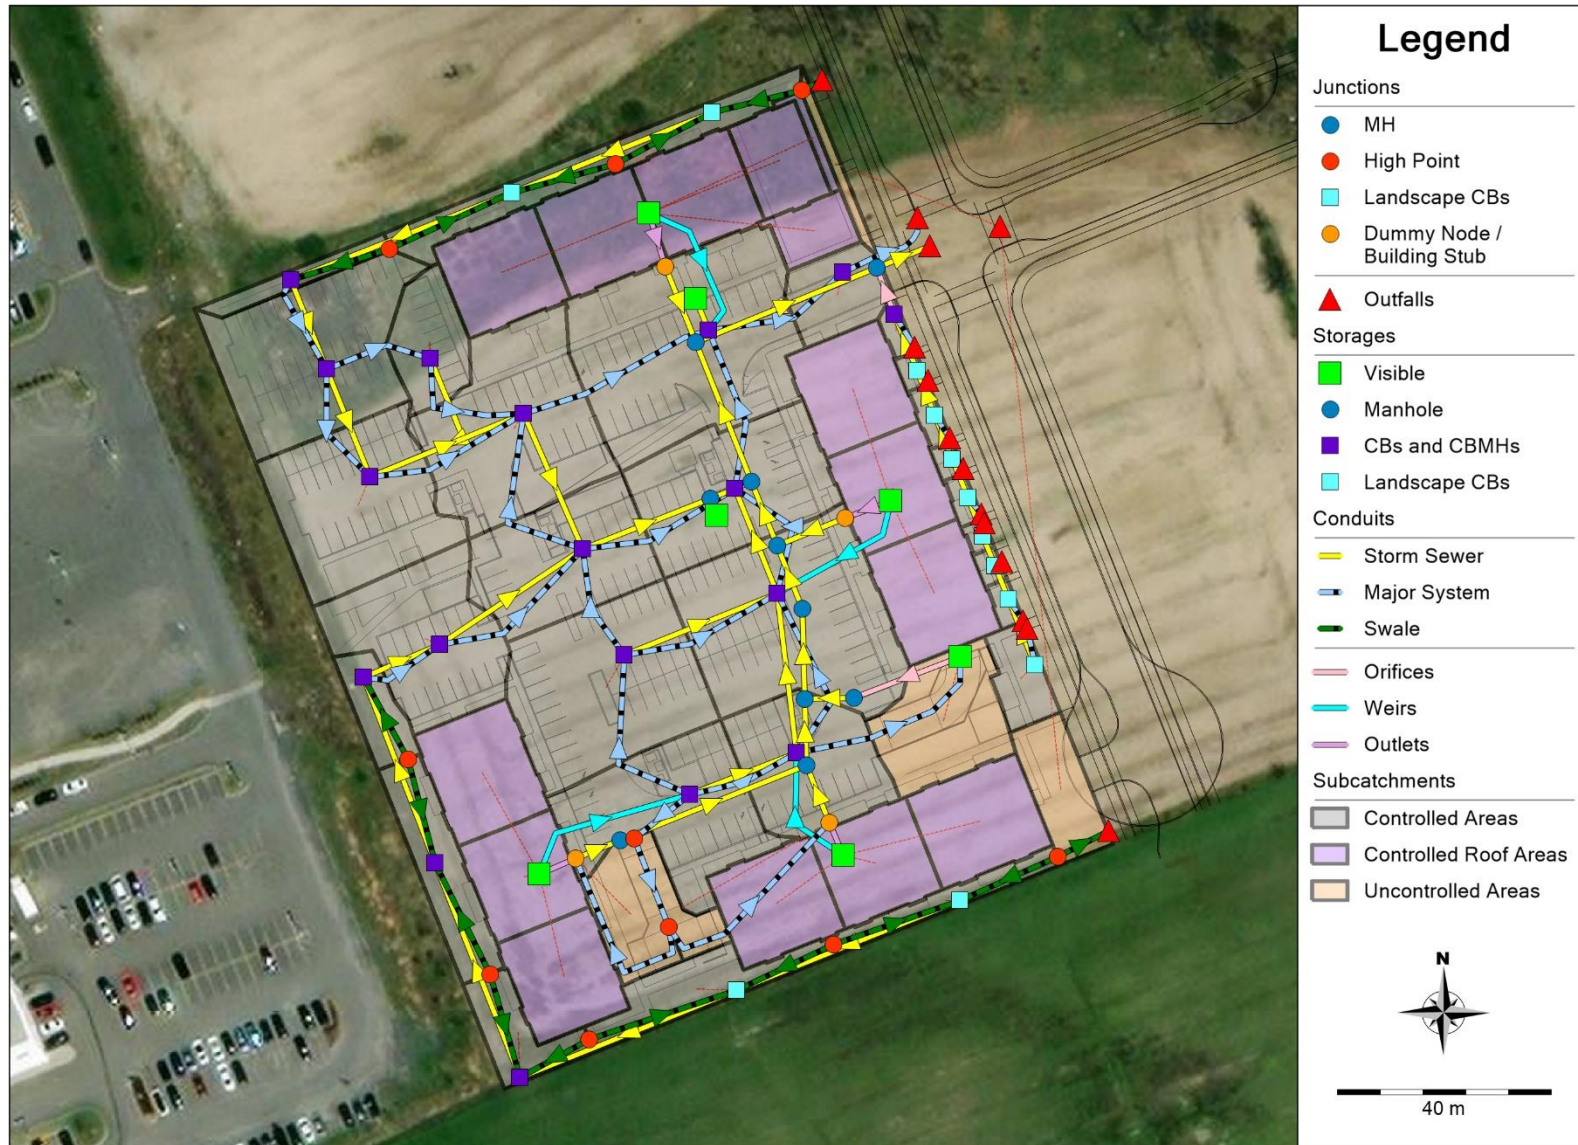 Legend
Junctions
MH
High Point
Landscape CBs
Dummy Node /
Building Stub
Outfalls
Storages
Visible
Manhole
CBs and CBMHs
Landscape CBs
Conduits
Storm Sewer
Major System
Swale
Orifices
Weirs
Outlets
Subcatchments
Controlled Areas
Controlled Roof Areas
Uncontrolled Areas
N
40 m